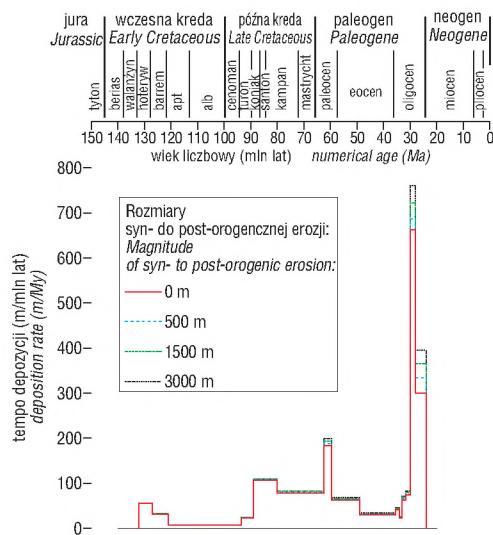 jura wczesna kreda późna kreda paleogen neogen
Jurassic Early Cretaceous Late Cretaceous Paleogene Neogene
tyton berias walanżyn hoteryw barrem apt alb cenoman turon koniak santon kampan mastrycht paleocen eocen oligocen miocen pliocen
150 140 130 120 110 100 90 80 70 60 50 40 30 20 10 0
wiek liczbowy (mln lat) numerical age (Ma)
800
700
600
500
400
300
200
100
0
tempo depozycji (m/mln lat)
deposition rate (m/My)
Rozmiary
syn- do post-orogencznej erozji:
Magnitude
of syn- to post-orogenic erosion:
0 m
500 m
1500 m
3000 m